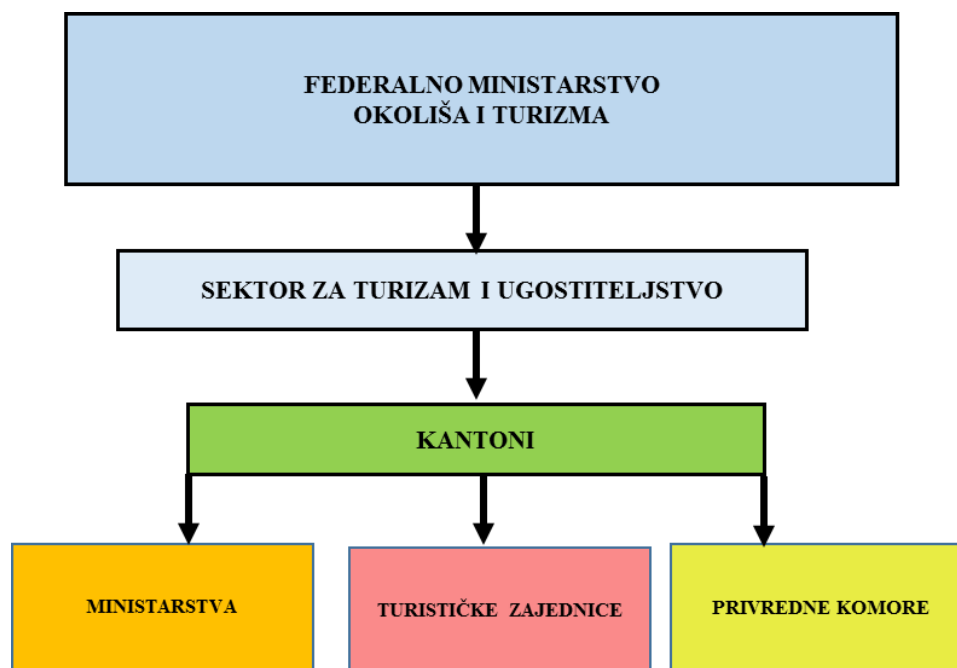 FEDERALNO MINISTARSTVO
OKOLIŠA I TURIZMA
SEKTOR ZA TURIZAM I UGOSTITELJSTVO
KANTONI
MINISTARSTVA
TURISTIČKE ZAJEDNICE
PRIVREDNE KOMORE